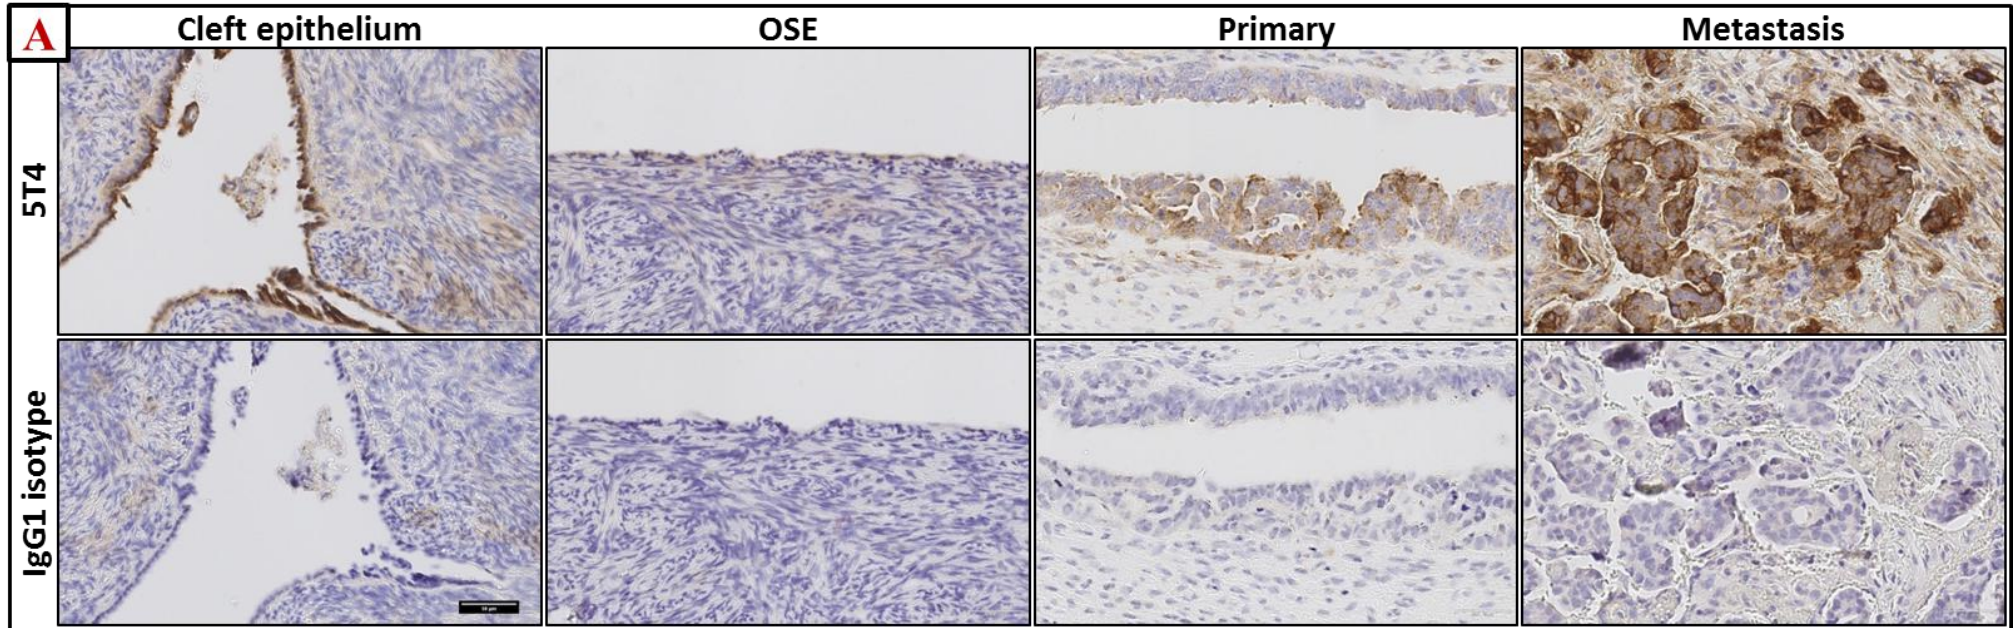 A
Cleft epithelium
OSE
Primary
Metastasis
5T4
IgG1 isotype